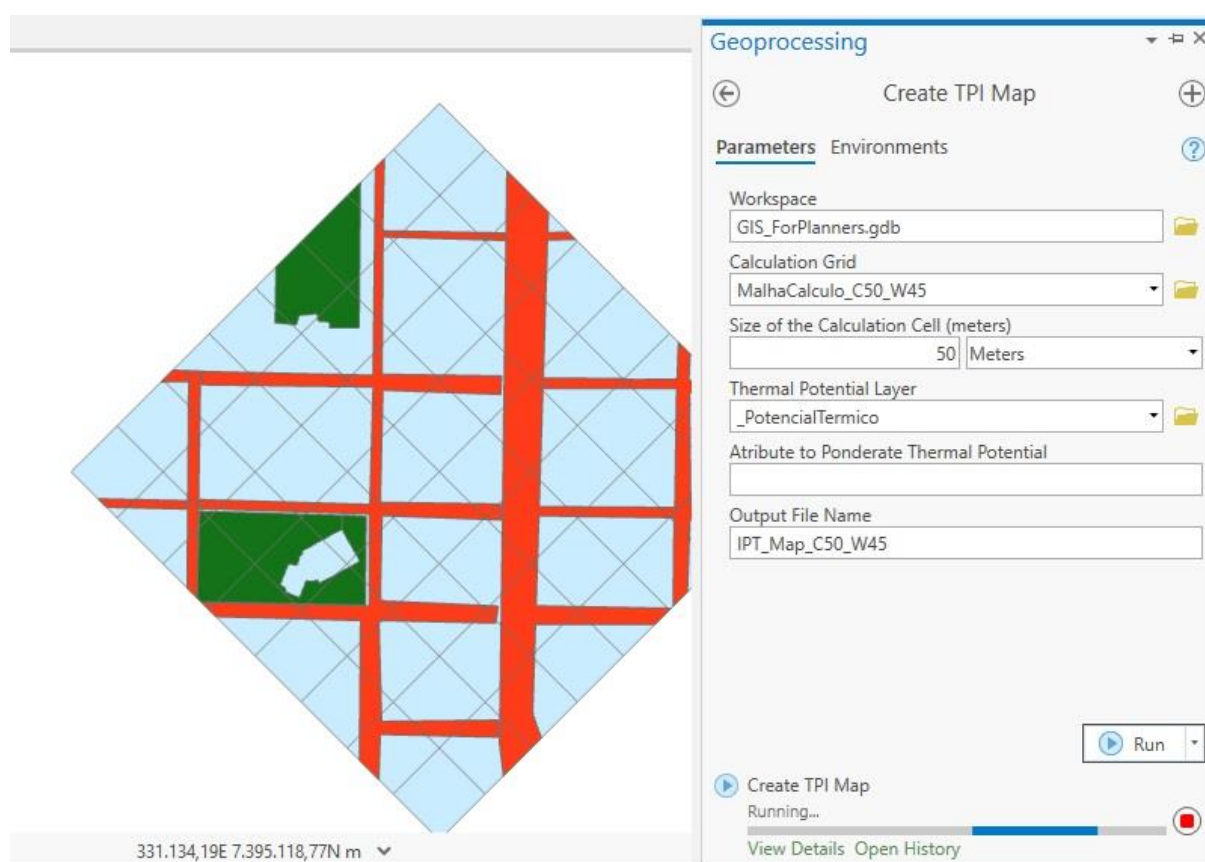 Geoprocessing
Create TPI Map
Parameters Environments
Workspace
GIS_ForPlanners.gdb
Calculation Grid
MalhaCalculo_C50_W45
Size of the Calculation Cell (meters)
50 Meters
Thermal Potential Layer
_PotencialTermico
Atribute to Ponderate Thermal Potential
Output File Name
IPT_Map_C50_W45
Run
Create TPI Map
Running...
View Details Open History
331.134,19E 7.395.118,77N m